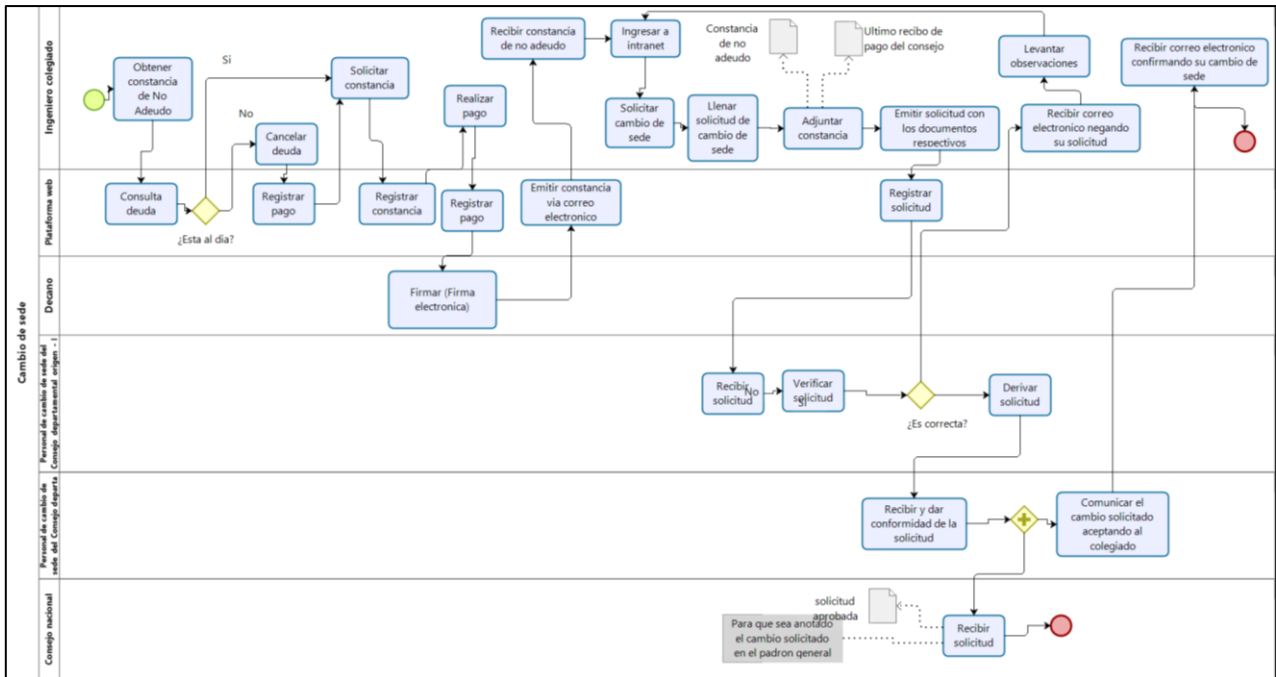 Cambio de sede
Ingeniero colegiado
Obtener
constancia
de No
Adeudo
Si
No
Cancelar
deuda
Solicitar
constancia
Realizar
pago
Recibir constancia
de no adeudo
Ingresar a
intranet
Solicitar
cambio de
sede
Llenar
solicitud de
cambio de
sede
Constancia
de no
adeudo
Ultimo recibo de
pago del consejo
Adjuntar
constancia
Emitir solicitud con
los documentos
respectivos
Levantar
observaciones
Recibir correo
electronico negando
su solicitud
Recibir correo electronico
confirmando su cambio de
sede
Plataforma web
Consulta
deuda
¿Esta al dia?
Registrar
pago
Registrar
constancia
Registrar
pago
Emitir constancia
via correo
electronico
Registrar
solicitud
Decano
Firmar (Firma
electronica)
Personal de cambio de sede del
Consejo departamental origen - I
Recibir
solicitud
No
Verificar
solicitud
Si
¿Es correcta?
Derivar
solicitud
Personal de cambio de
sede del Consejo departa
Recibir y dar
conformidad de la
solicitud
Comunicar el
cambio solicitado
aceptando al
colegiado
Consejo nacional
solicitud
aprobada
Para que sea anotado
el cambio solicitado
en el padron general
Recibir
solicitud